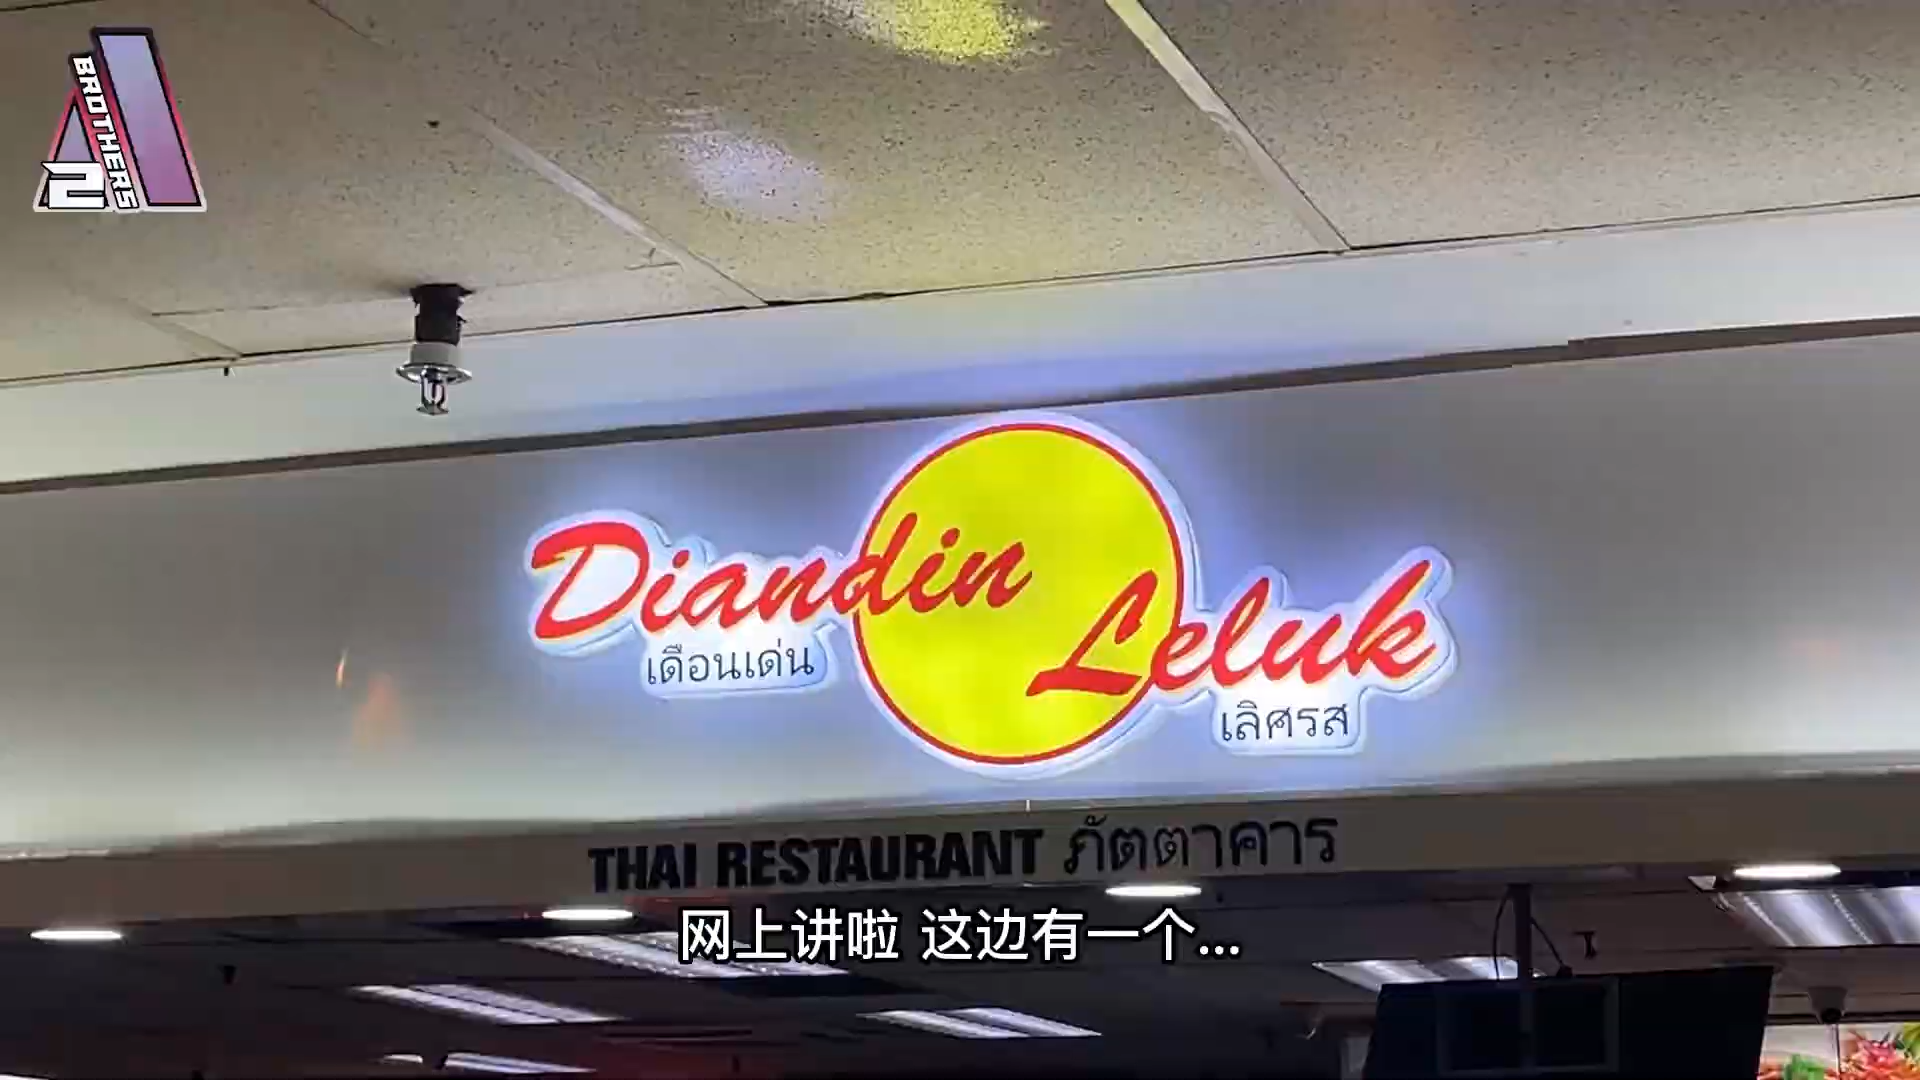 BROTHERS
2
Diandin Leluk
เดือนเด่น
เลิศรส
THAI RESTAURANT ภัตตาคาร
网上讲啦 这边有一个...